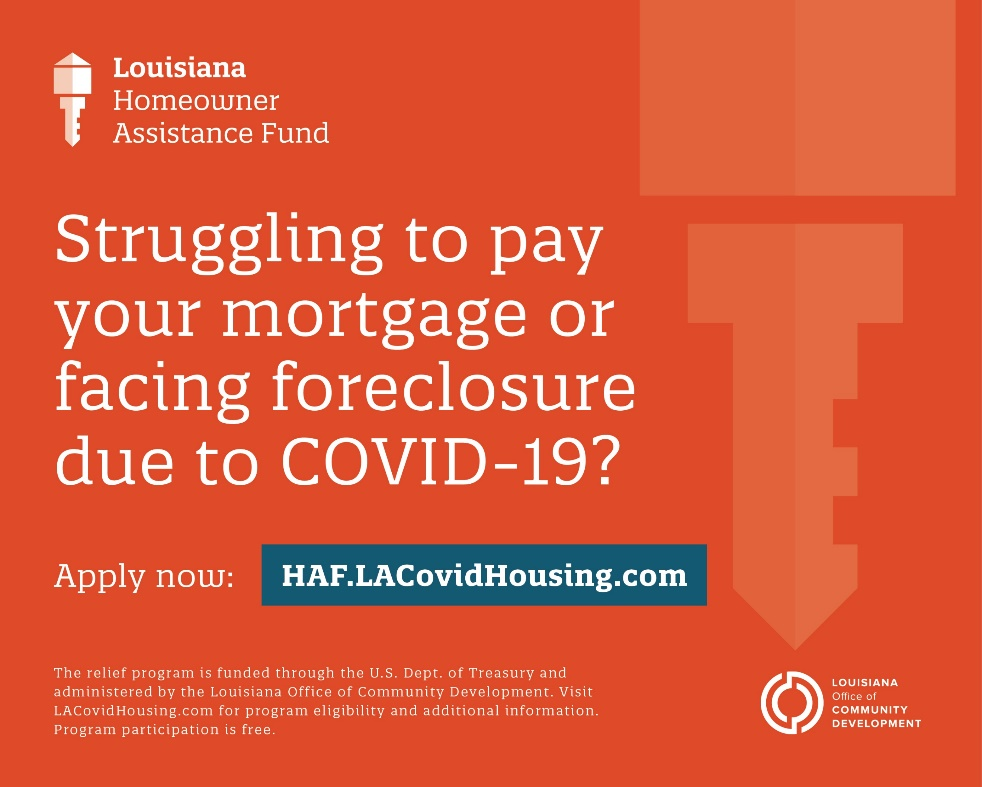 Louisiana
Homeowner
Assistance Fund
Struggling to pay
your mortgage or
facing foreclosure
due to COVID-19?
Apply now: HAF.LACovidHousing.com
The relief program is funded through the U.S. Dept. of Treasury and
administered by the Louisiana Office of Community Development. Visit
LACovidHousing.com for program eligibility and additional information.
Program participation is free.
LOUISIANA
Office of
COMMUNITY
DEVELOPMENT